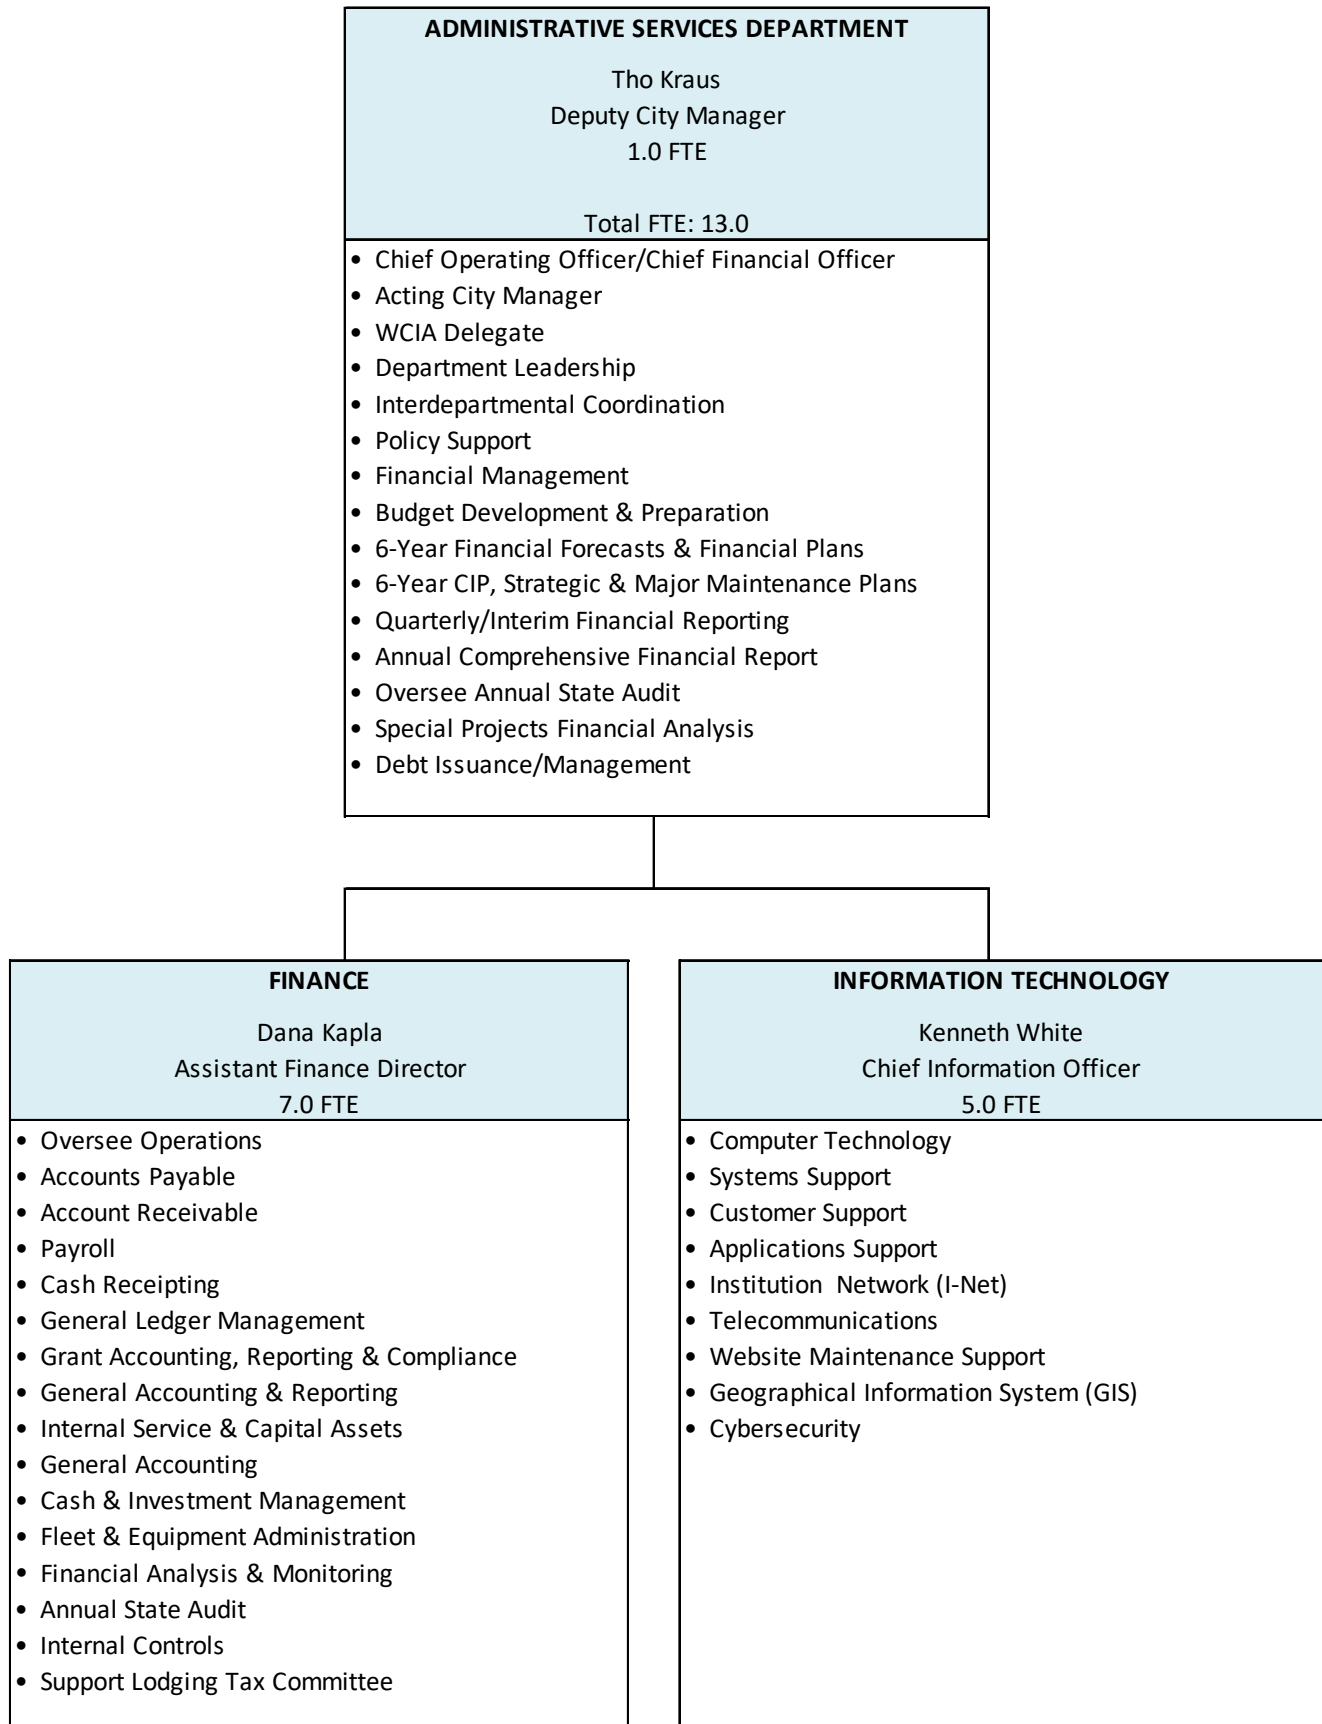 ADMINISTRATIVE SERVICES DEPARTMENT
Tho Kraus
Deputy City Manager
1.0 FTE
Total FTE: 13.0
• Chief Operating Officer/Chief Financial Officer
• Acting City Manager
• WCIA Delegate
• Department Leadership
• Interdepartmental Coordination
• Policy Support
• Financial Management
• Budget Development & Preparation
• 6-Year Financial Forecasts & Financial Plans
• 6-Year CIP, Strategic & Major Maintenance Plans
• Quarterly/Interim Financial Reporting
• Annual Comprehensive Financial Report
• Oversee Annual State Audit
• Special Projects Financial Analysis
• Debt Issuance/Management
FINANCE
Dana Kapla
Assistant Finance Director
7.0 FTE
• Oversee Operations
• Accounts Payable
• Account Receivable
• Payroll
• Cash Receipting
• General Ledger Management
• Grant Accounting, Reporting & Compliance
• General Accounting & Reporting
• Internal Service & Capital Assets
• General Accounting
• Cash & Investment Management
• Fleet & Equipment Administration
• Financial Analysis & Monitoring
• Annual State Audit
• Internal Controls
• Support Lodging Tax Committee
INFORMATION TECHNOLOGY
Kenneth White
Chief Information Officer
5.0 FTE
• Computer Technology
• Systems Support
• Customer Support
• Applications Support
• Institution  Network (I-Net)
• Telecommunications
• Website Maintenance Support
• Geographical Information System (GIS)
• Cybersecurity